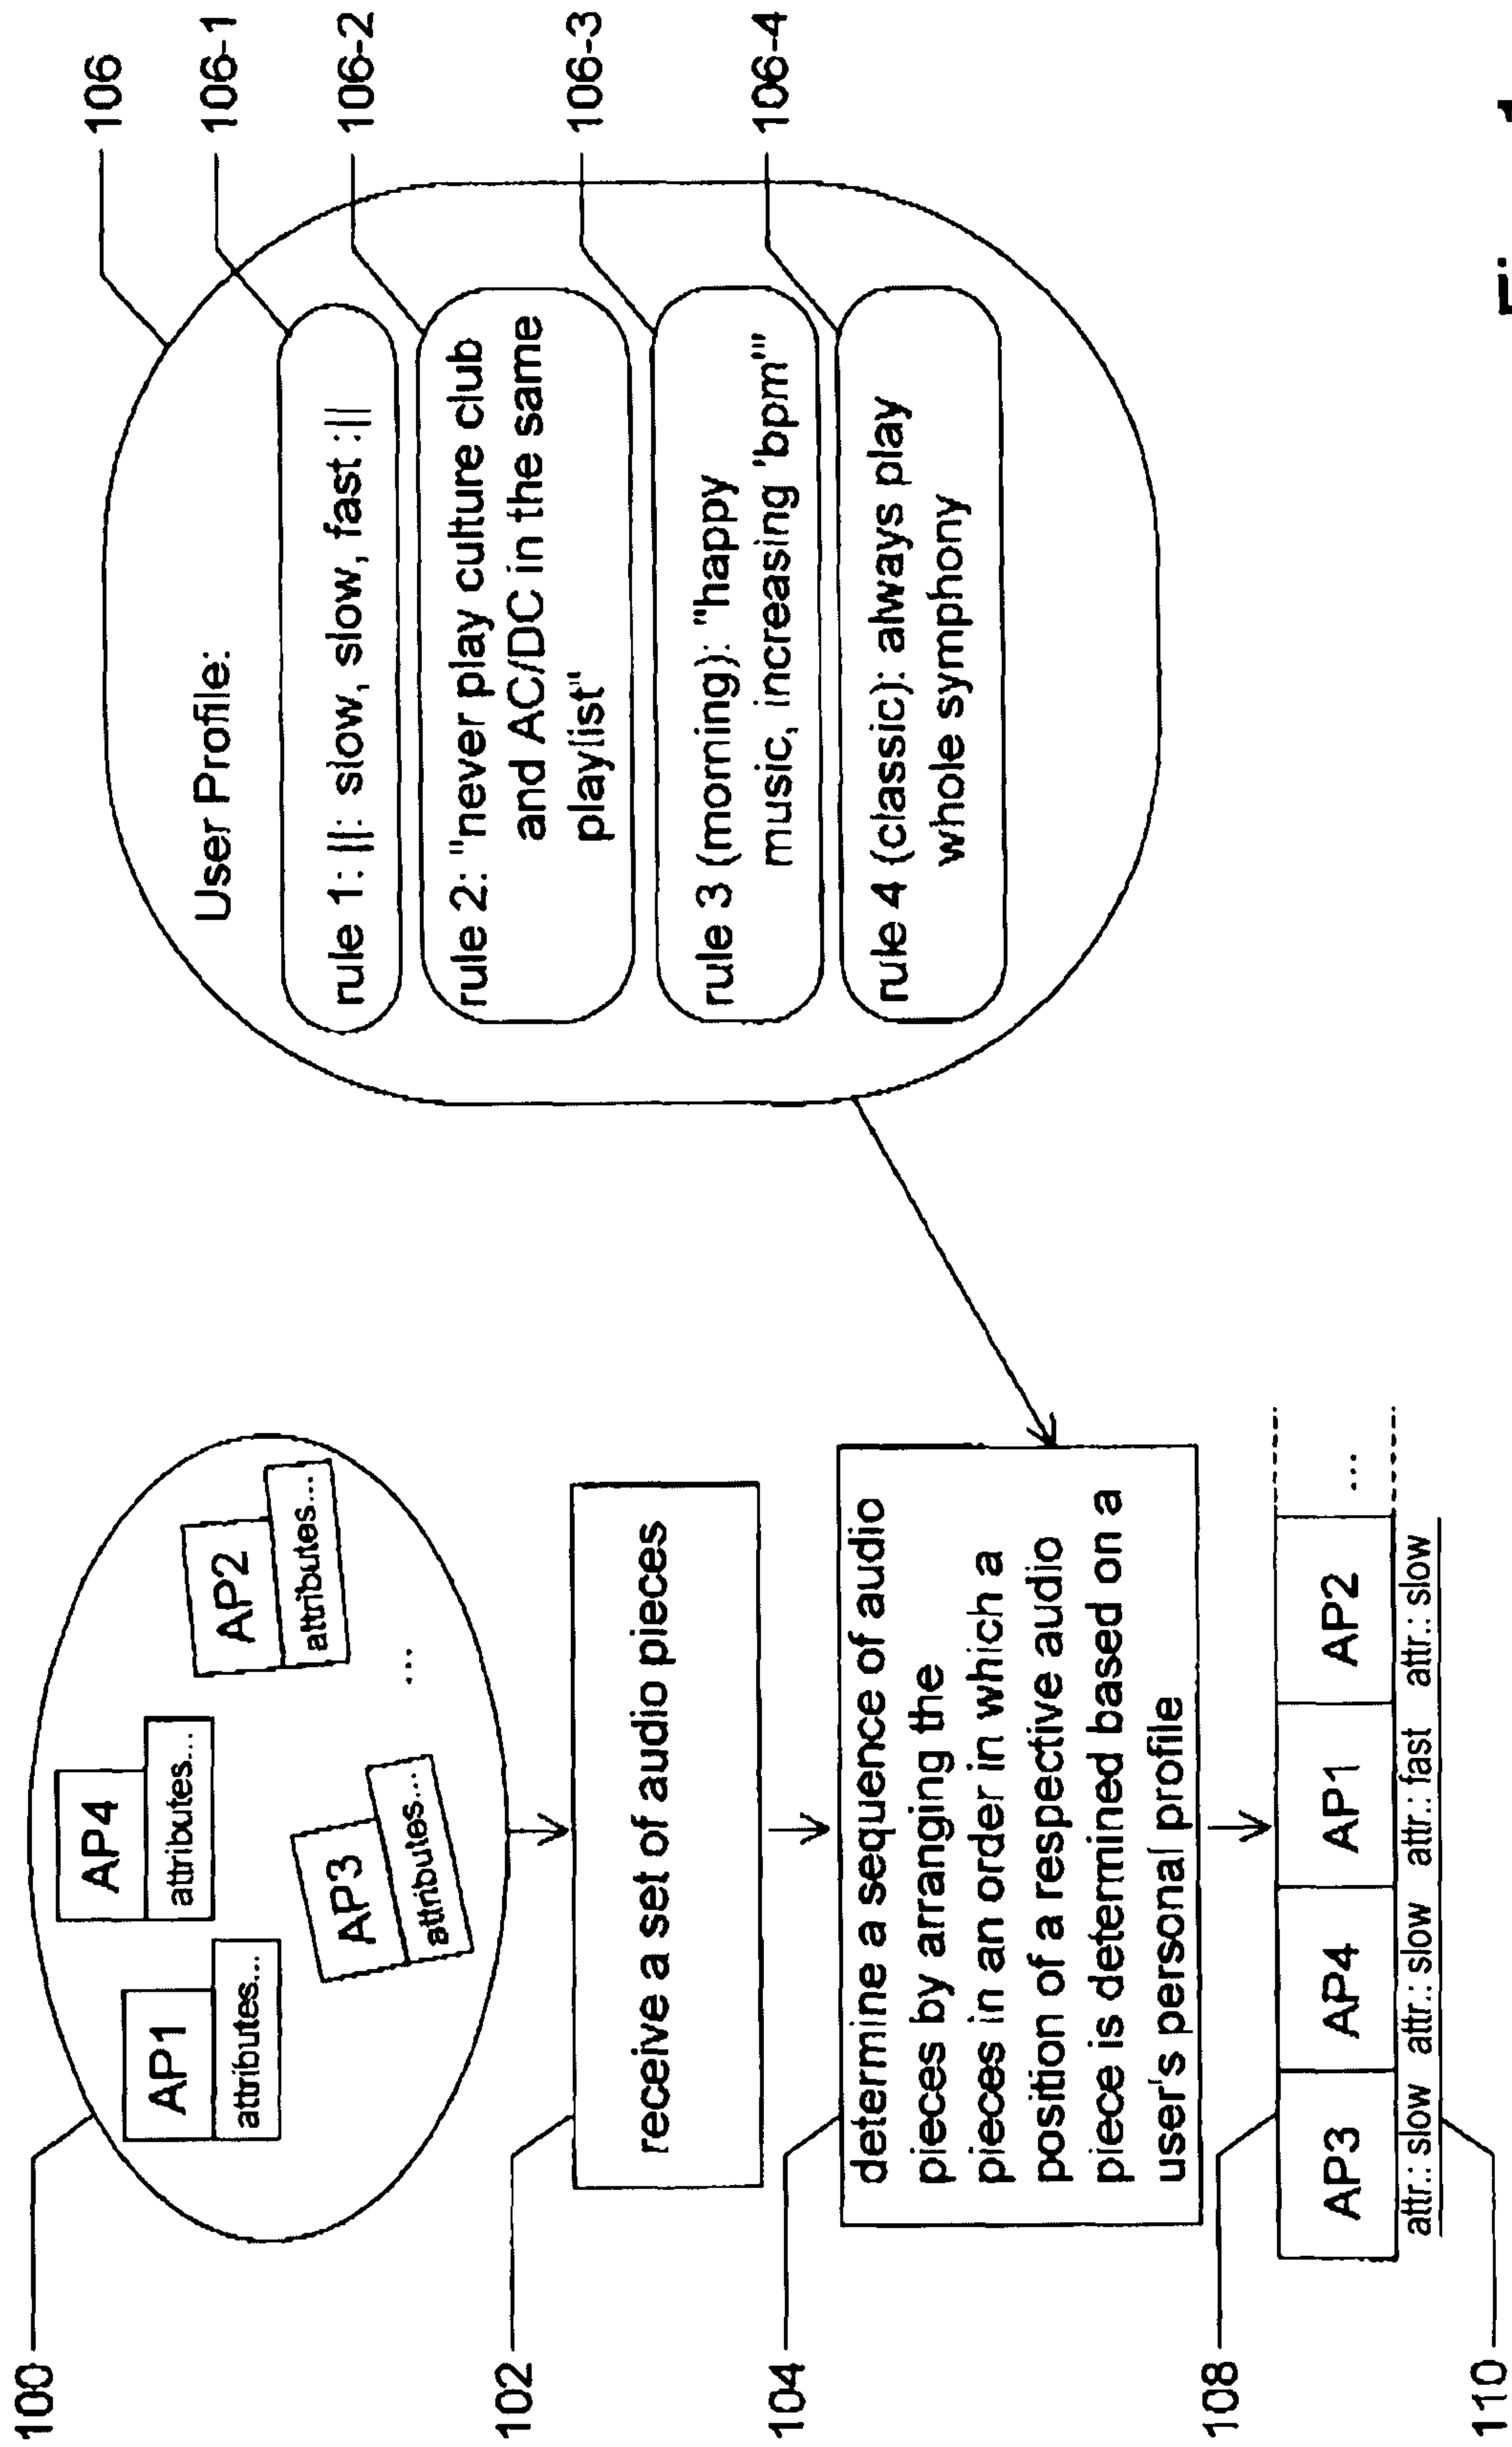 100
AP1
attributes...
AP4
attributes...
AP3
attributes...
AP2
attributes...
...
102
receive a set of audio pieces
104
determine a sequence of audio
pieces by arranging the
pieces in an order in which a
position of a respective audio
piece is determined based on a
user's personal profile
108
AP3
AP4
AP1
AP2
...
attr.: slow
attr.: slow
attr.: fast
attr.: slow
110
User Profile:
rule 1: ||: slow, slow, fast :||
rule 2: "never play culture club
and AC/DC in the same
playlist"
rule 3 (morning): "happy
music, increasing 'bpm'"
rule 4 (classic): always play
whole symphony
106
106-1
106-2
106-3
106-4